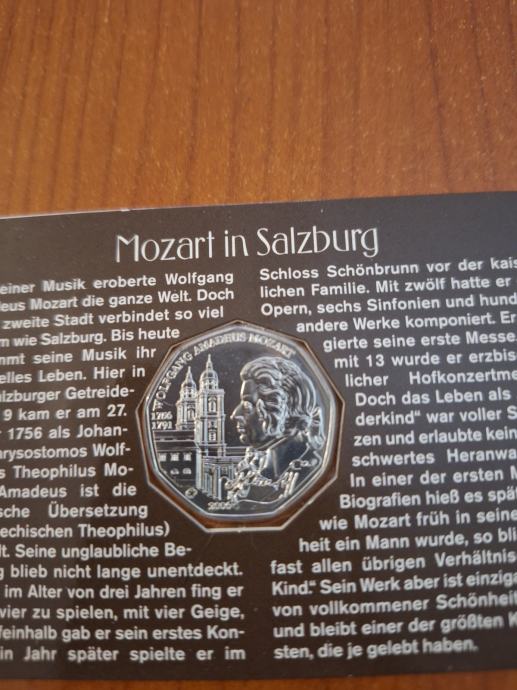 Mozart in Salzburg
einer Musik eroberte Wolfgang
eus Mozart die ganze Welt. Doch
zweite Stadt verbindet so viel
m wie Salzburg. Bis heute
mmt seine Musik ihr
elles Leben. Hier in
alzburger Getreide-
9 kam er am 27.
r 1756 als Johan-
hrysostomos Wolf-
s Theophilus Mo-
Amadeus ist die
sche Übersetzung
echischen Theophilus)
lt. Seine unglaubliche Be-
g blieb nicht lange unentdeckt.
im Alter von drei Jahren fing er
vier zu spielen, mit vier Geige,
feinhalb gab er sein erstes Kon-
in Jahr später spielte er im
Schloss Schönbrunn vor der kais
lichen Familie. Mit zwölf hatte er
Opern, sechs Sinfonien und hund
andere Werke komponiert. Er
gierte seine erste Messe.
mit 13 wurde er erzbis
licher Hofkonzertme
Doch das Leben als
derkind“ war voller S
zen und erlaubte kein
schwertes Heranwa
In einer der ersten M
Biografien hieß es spät
wie Mozart früh in seine
heit ein Mann wurde, so bli
fast allen übrigen Verhältnis
Kind.“ Sein Werk aber ist einziga
von vollkommener Schönheit
und bleibt einer der größten K
sten, die je gelebt haben.
WOLFGANG AMADEUS MOZART
1756
1791
2006